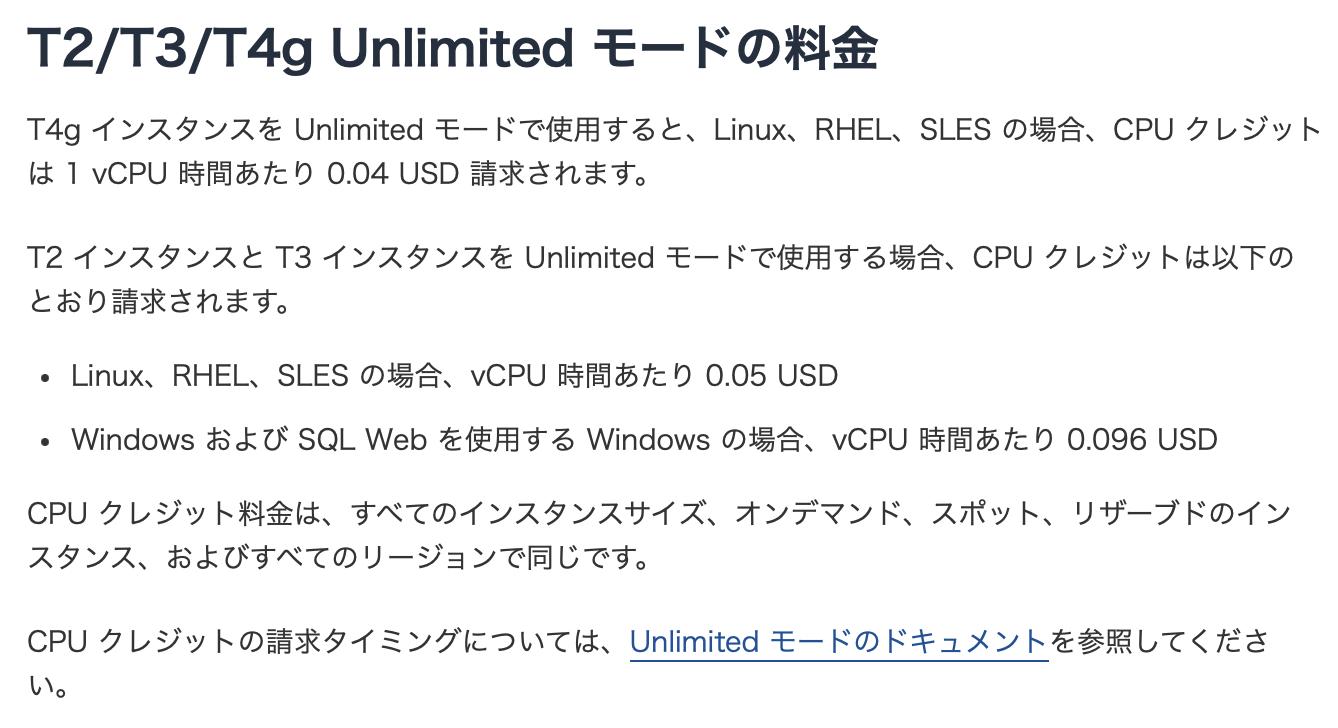 T2/T3/T4g Unlimited モードの料金
T4g インスタンスを Unlimited モードで使用すると、Linux、RHEL、SLES の場合、CPU クレジット
は 1 vCPU 時間あたり 0.04 USD 請求されます。
T2 インスタンスと T3 インスタンスを Unlimited モードで使用する場合、CPU クレジットは以下の
とおり請求されます。
• Linux、RHEL、SLES の場合、vCPU 時間あたり 0.05 USD
• Windows および SQL Web を使用する Windows の場合、vCPU 時間あたり 0.096 USD
CPU クレジット料金は、すべてのインスタンスサイズ、オンデマンド、スポット、リザーブドのイン
スタンス、およびすべてのリージョンで同じです。
CPU クレジットの請求タイミングについては、Unlimited モードのドキュメントを参照してくださ
い。